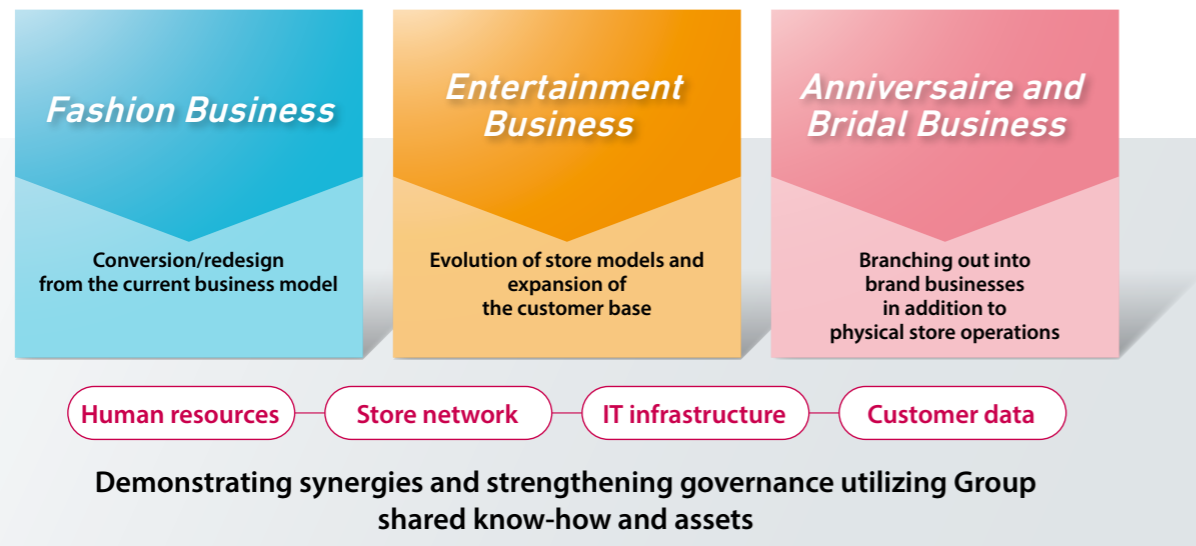 Fashion Business
Conversion/redesign
from the current business model
Entertainment
Business
Evolution of store models and
expansion of
the customer base
Anniversaire and
Bridal Business
Branching out into
brand businesses
in addition to
physical store operations
Human resources
Store network
IT infrastructure
Customer data
Demonstrating synergies and strengthening governance utilizing Group
shared know-how and assets